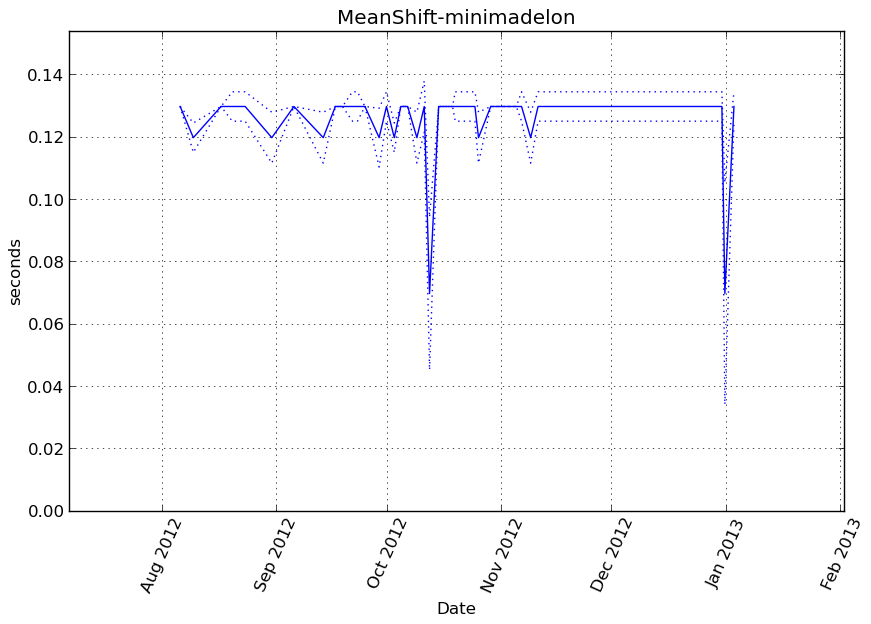 MeanShift-minimadelon
0.14
0.12
0.10
0.08
0.06
0.04
0.02
0.00
seconds
Aug 2012
Sep 2012
Oct 2012
Nov 2012
Dec 2012
Jan 2013
Feb 2013
Date